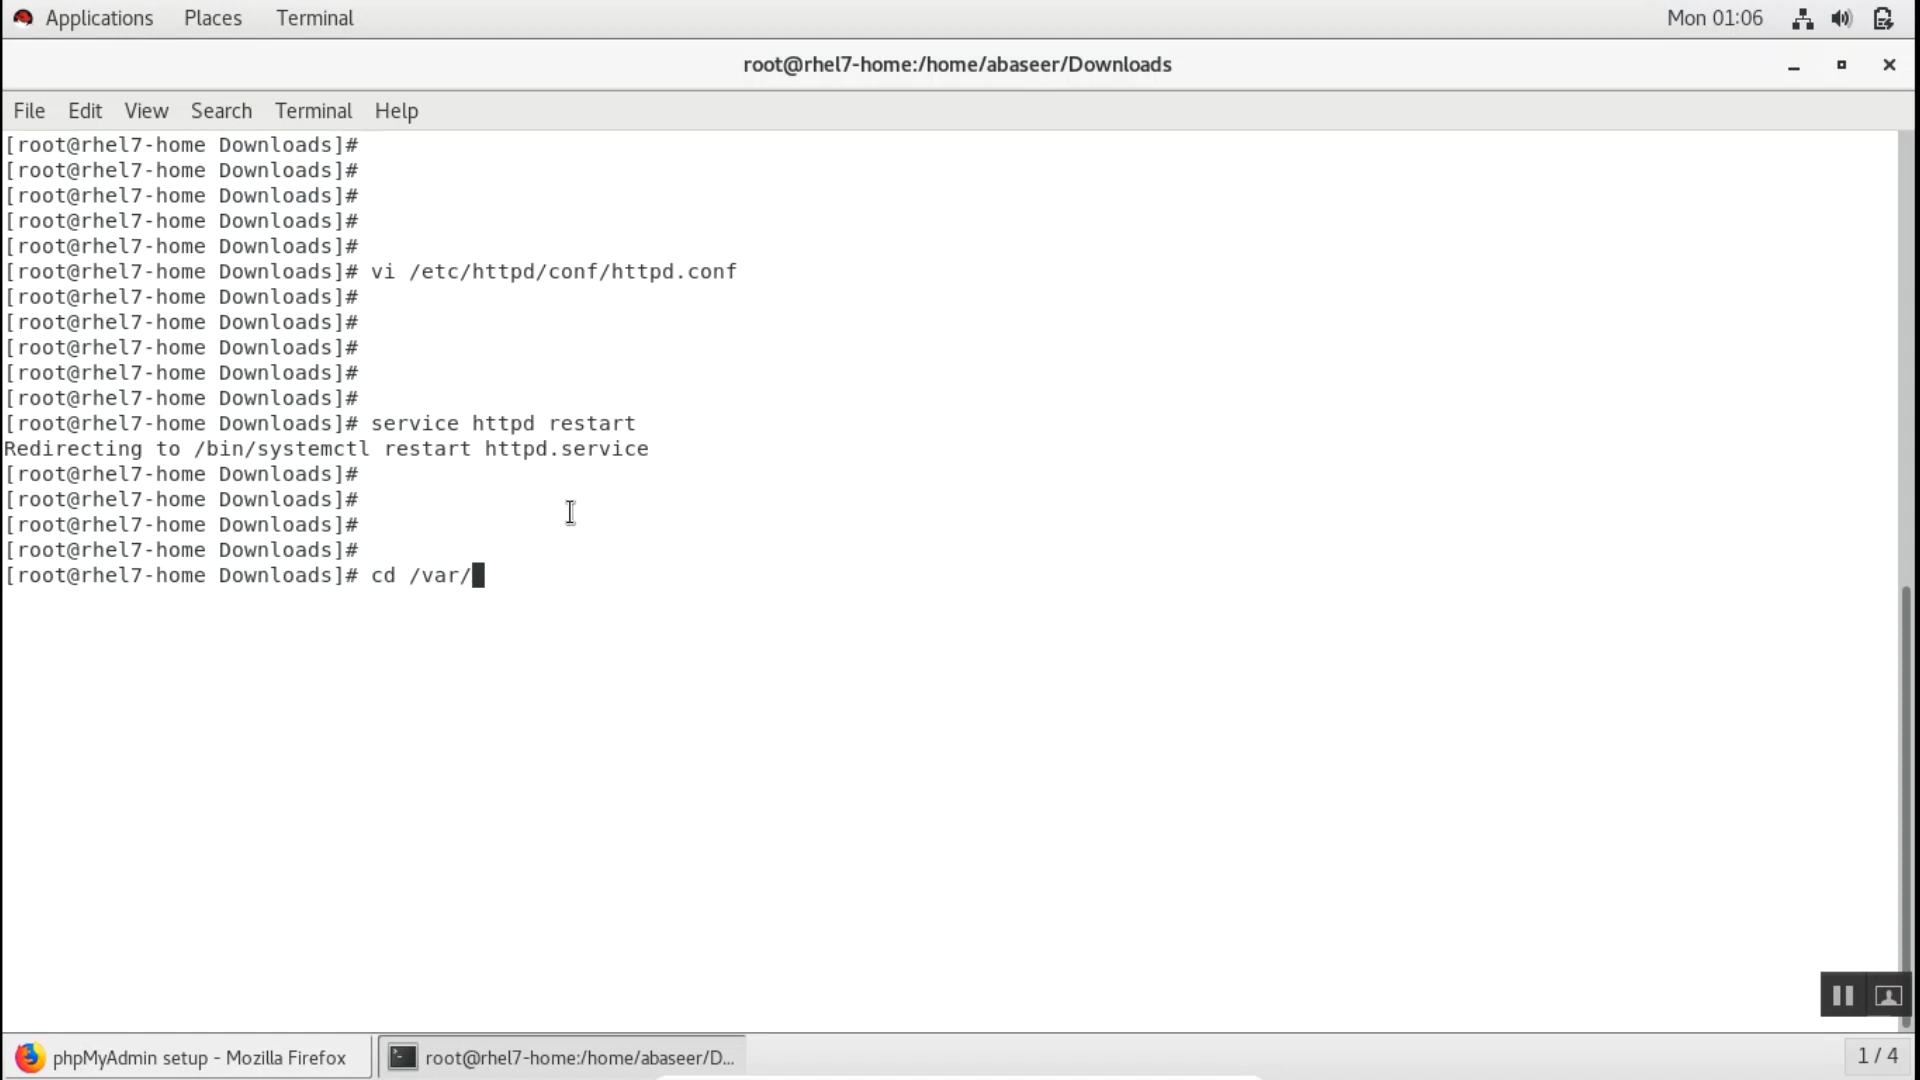 Applications Places Terminal Mon 01:06
root@rhel7-home:/home/abaseer/Downloads
File Edit View Search Terminal Help
[root@rhel7-home Downloads]#
[root@rhel7-home Downloads]#
[root@rhel7-home Downloads]#
[root@rhel7-home Downloads]#
[root@rhel7-home Downloads]#
[root@rhel7-home Downloads]# vi /etc/httpd/conf/httpd.conf
[root@rhel7-home Downloads]#
[root@rhel7-home Downloads]#
[root@rhel7-home Downloads]#
[root@rhel7-home Downloads]#
[root@rhel7-home Downloads]#
[root@rhel7-home Downloads]# service httpd restart
Redirecting to /bin/systemctl restart httpd.service
[root@rhel7-home Downloads]#
[root@rhel7-home Downloads]#
[root@rhel7-home Downloads]#
[root@rhel7-home Downloads]#
[root@rhel7-home Downloads]# cd /var/
phpMyAdmin setup - Mozilla Firefox root@rhel7-home:/home/abaseer/D... 1 / 4